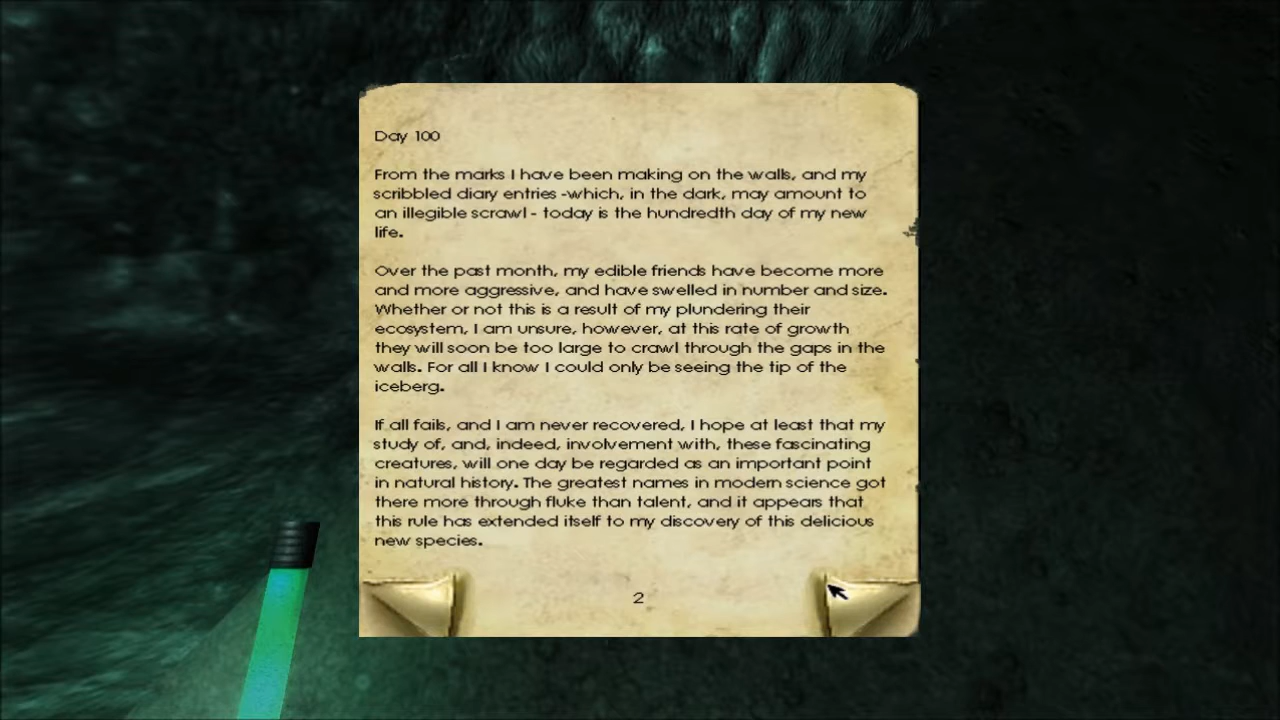 Day 100
From the marks I have been making on the walls, and my
scribbled diary entries -which, in the dark, may amount to
an illegible scrawl - today is the hundredth day of my new
life.
Over the past month, my edible friends have become more
and more aggressive, and have swelled in number and size.
Whether or not this is a result of my plundering their
ecosystem, I am unsure, however, at this rate of growth
they will soon be too large to crawl through the gaps in the
walls. For all I know I could only be seeing the tip of the
iceberg.
If all fails, and I am never recovered, I hope at least that my
study of, and, indeed, involvement with, these fascinating
creatures, will one day be regarded as an important point
in natural history. The greatest names in modern science got
there more through fluke than talent, and it appears that
this rule has extended itself to my discovery of this delicious
new species.
2